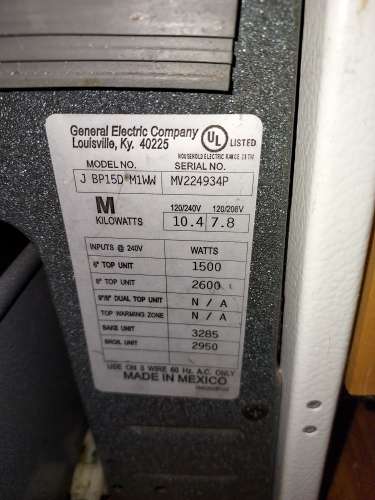 General Electric Company
Louisville, Ky. 40225
UL LISTED
HOUSEHOLD ELECTRIC RANGE
MODEL NO. SERIAL NO.
J BP15D*M1WW MV224934P
M
KILOWATTS
120/240V 120/208V
10.4 7.8
INPUTS @ 240V WATTS
6" TOP UNIT 1500
8" TOP UNIT 2600
DUAL TOP UNIT N/A
TOP WARMING ZONE N/A
BAKE UNIT 3285
BROIL UNIT 2950
USE ON 3 WIRE 60 Hz. A.C. ONLY
MADE IN MEXICO